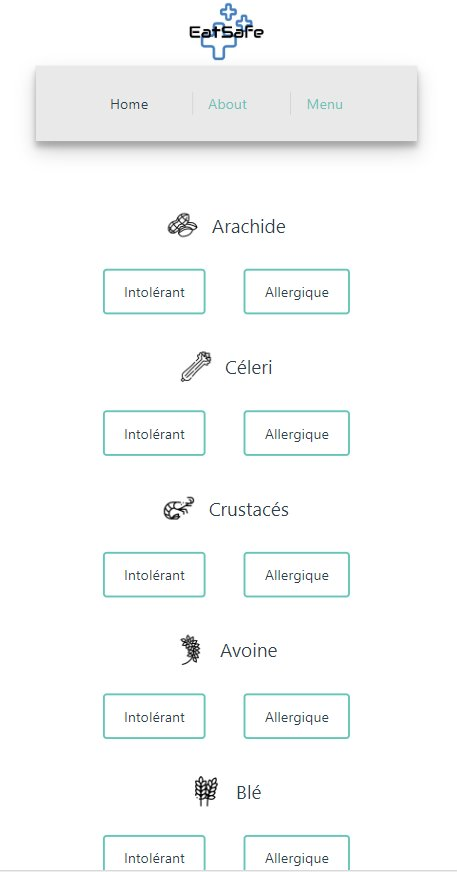 EatSafe
Home About Menu
Arachide
Intolérant Allergique
Céleri
Intolérant Allergique
Crustacés
Intolérant Allergique
Avoine
Intolérant Allergique
Blé
Intolérant Allergique